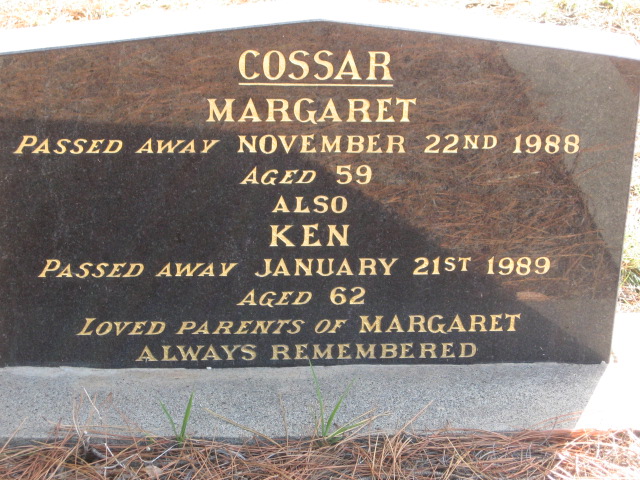 COSSAR
MARGARET
PASSED AWAY NOVEMBER 22ND 1988
AGED 59
ALSO
KEN
PASSED AWAY JANUARY 21ST 1989
AGED 62
LOVED PARENTS OF MARGARET
ALWAYS REMEMBERED